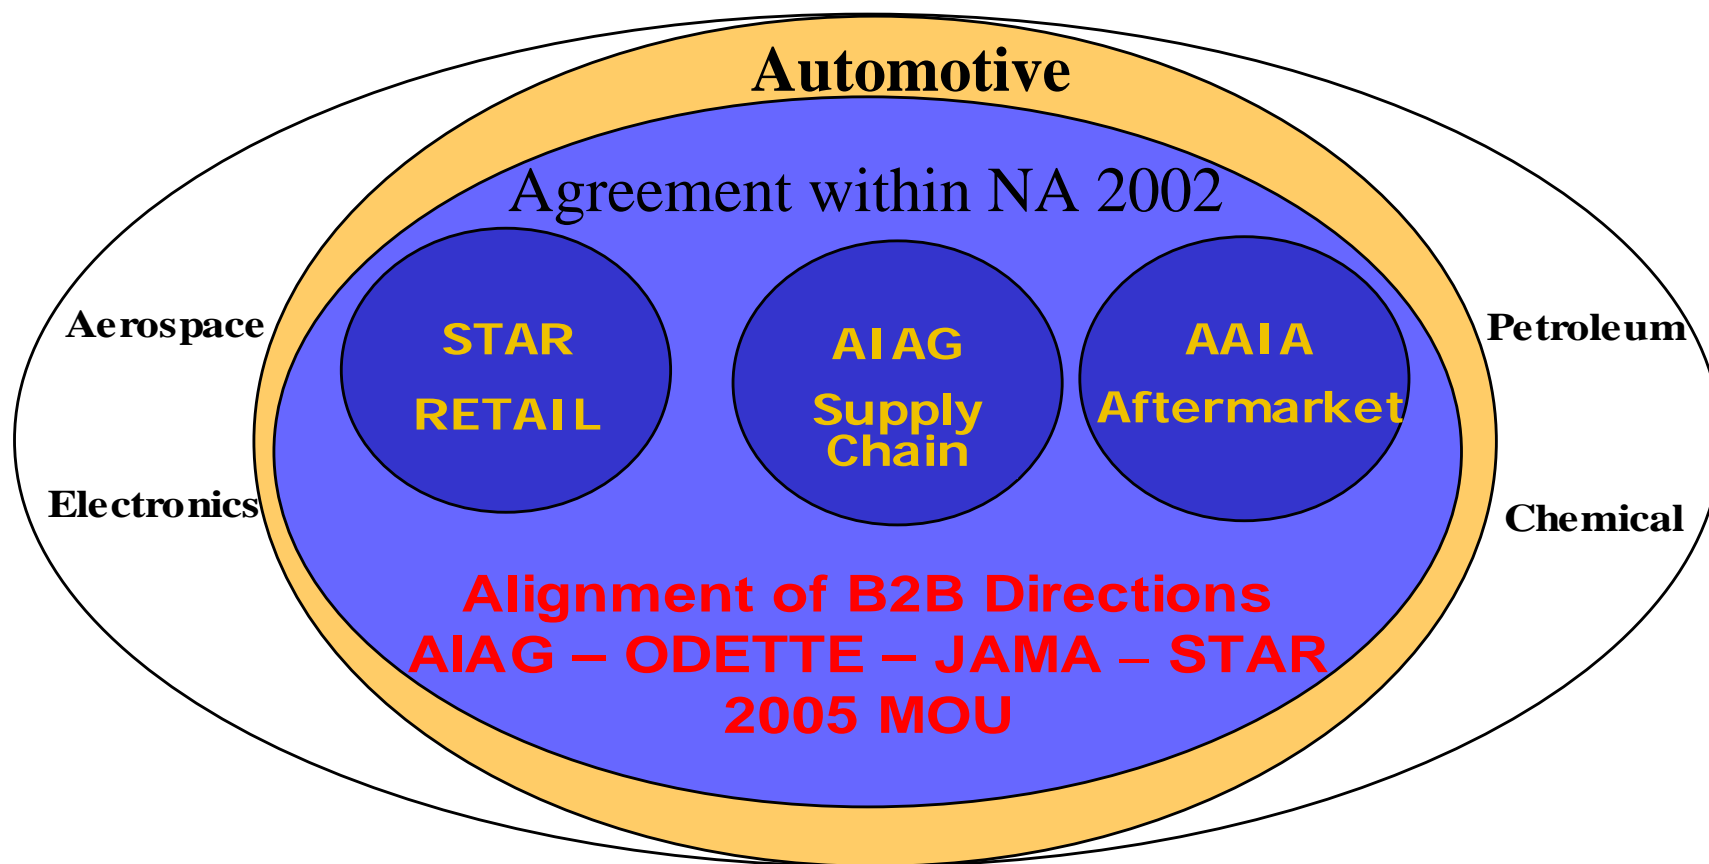 Automotive
Agreement within NA 2002
Aerospace
Electronics
STAR
RETAIL
AIAG
Supply
Chain
AAIA
Aftermarket
Petroleum
Chemical
Alignment of B2B Directions
AIAG – ODETTE – JAMA – STAR
2005 MOU